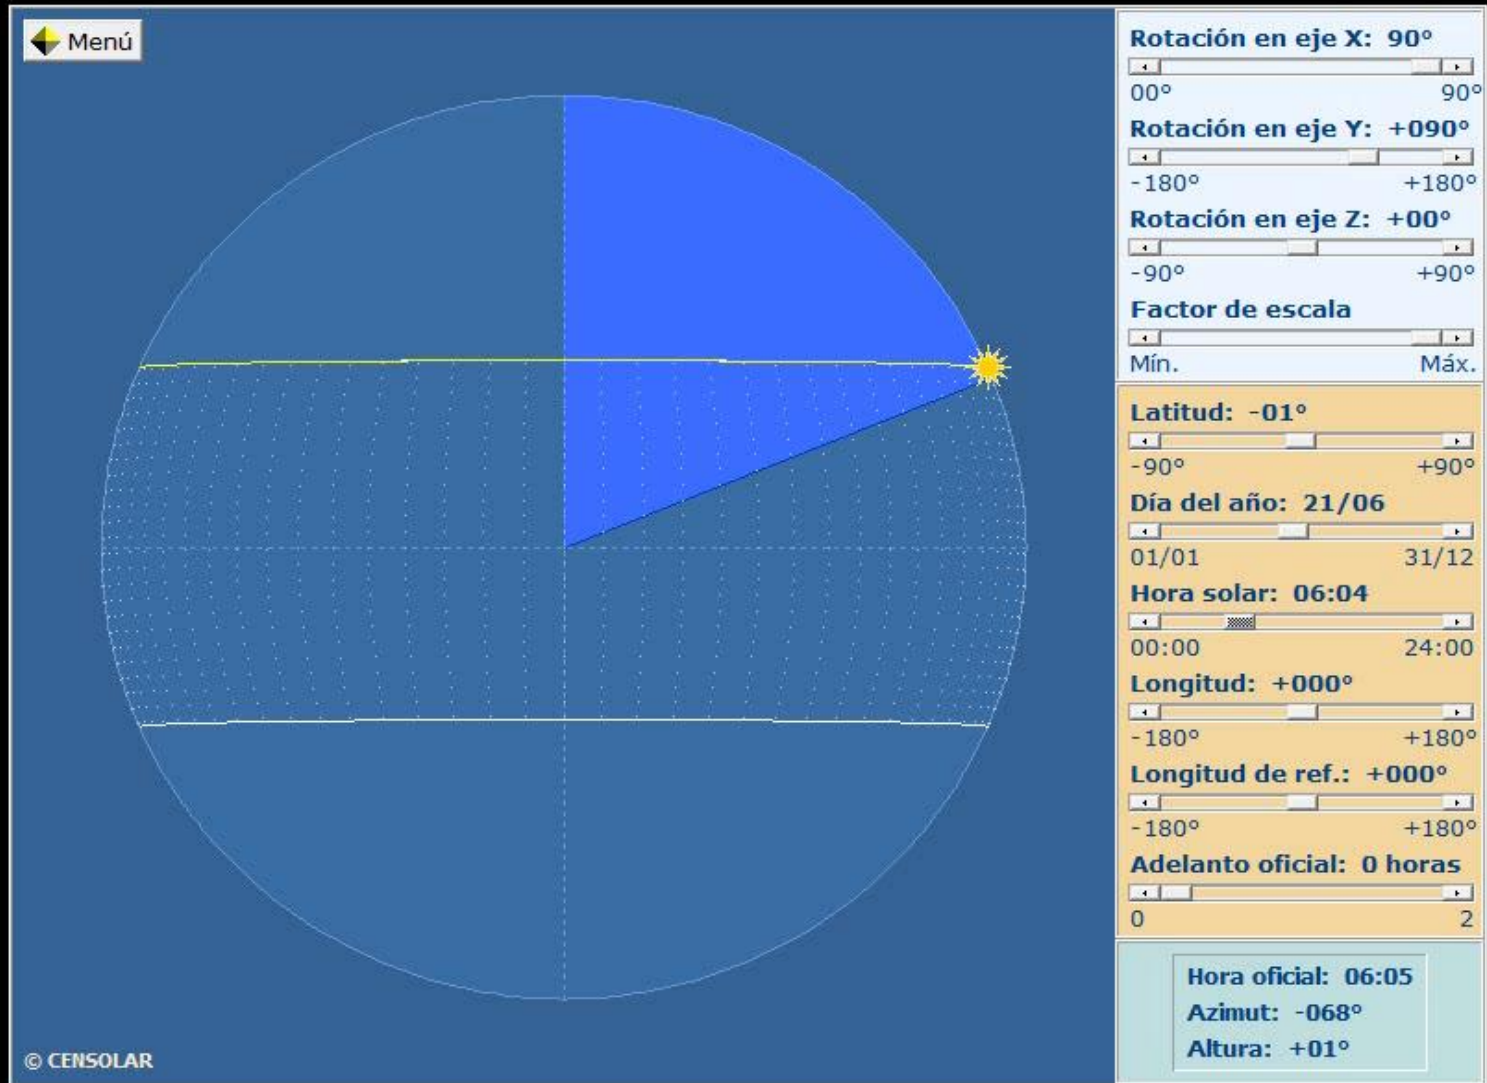 Menú
Rotación en eje X: 90°
00° 90°
Rotación en eje Y: +090°
-180° +180°
Rotación en eje Z: +00°
-90° +90°
Factor de escala
Mín. Máx.
Latitud: -01°
-90° +90°
Día del año: 21/06
01/01 31/12
Hora solar: 06:04
00:00 24:00
Longitud: +000°
-180° +180°
Longitud de ref.: +000°
-180° +180°
Adelanto oficial: 0 horas
0 2
Hora oficial: 06:05
Azimut: -068°
Altura: +01°
© CENSOLAR